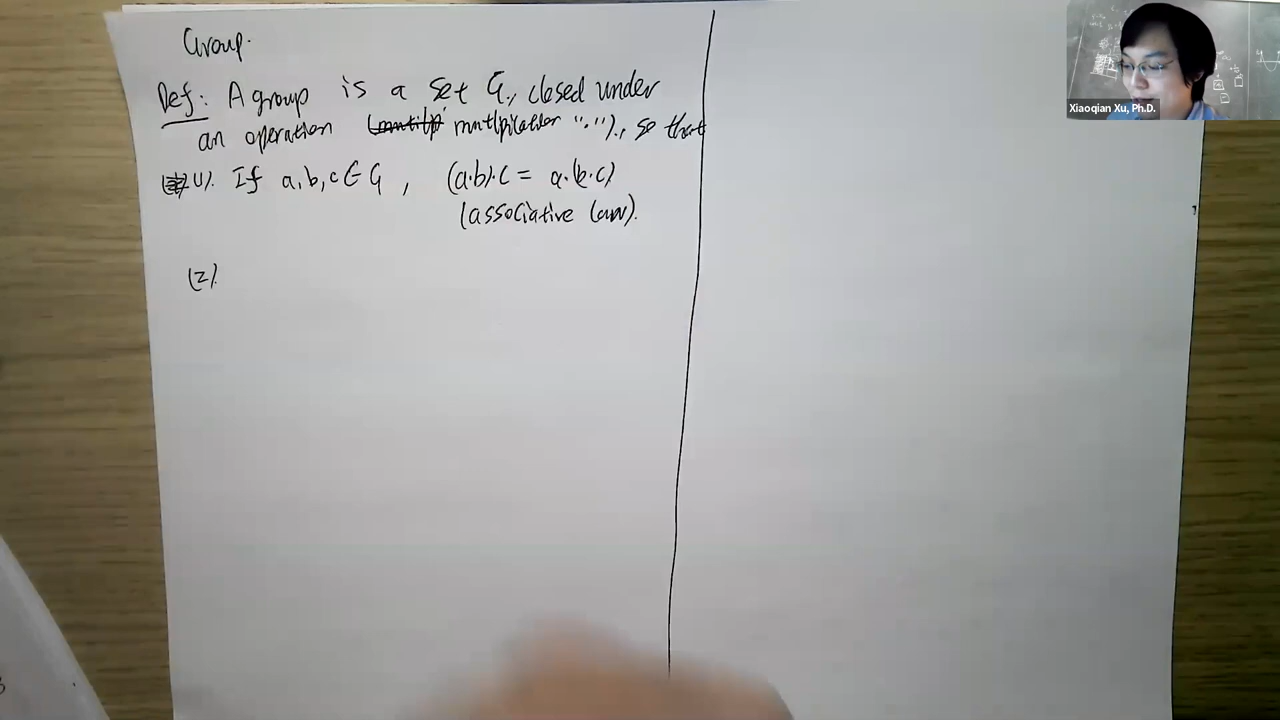 Group.
Def: A group is a set G, closed under
an operation (multiplication "·"), so that
(1). If a, b, c ∈ G, (a·b)·c = a·(b·c)
(associative law).
(2).
Xiaoqian Xu, Ph.D.